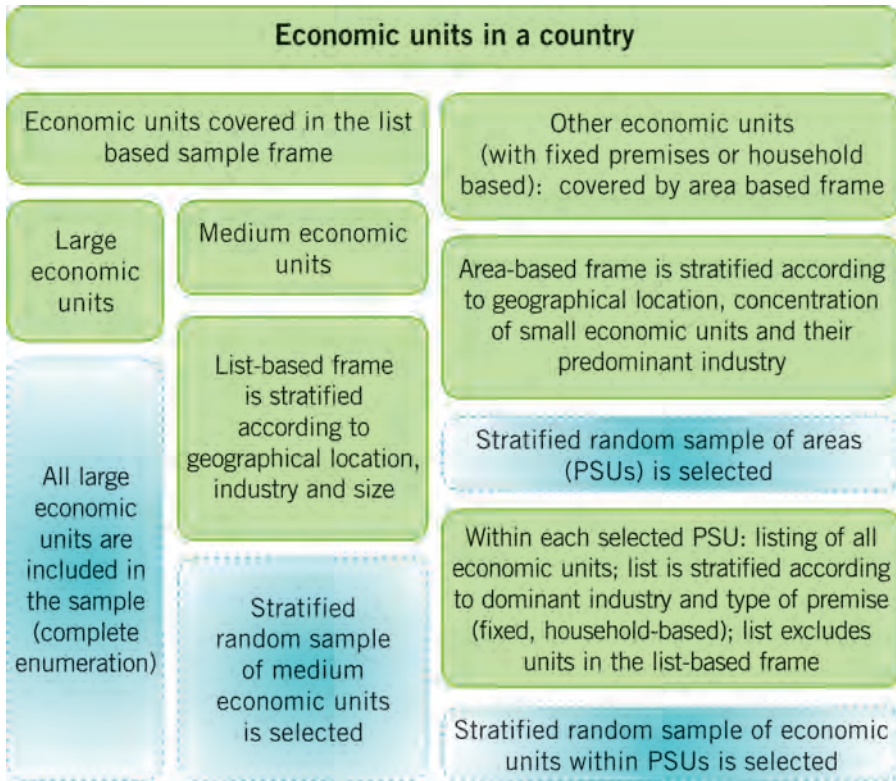 Economic units in a country
Economic units covered in the list
based sample frame
Large
economic
units
All large
economic
units are
included in
the sample
(complete
enumeration)
Medium economic
units
List-based frame
is stratified
according to
geographical location,
industry and size
Stratified
random sample
of medium
economic units
is selected
Other economic units
(with fixed premises or household
based): covered by area based frame
Area-based frame is stratified according
to geographical location, concentration
of small economic units and their
predominant industry
Stratified random sample of areas
(PSUs) is selected
Within each selected PSU: listing of all
economic units; list is stratified according
to dominant industry and type of premise
(fixed, household-based); list excludes
units in the list-based frame
Stratified random sample of economic
units within PSUs is selected